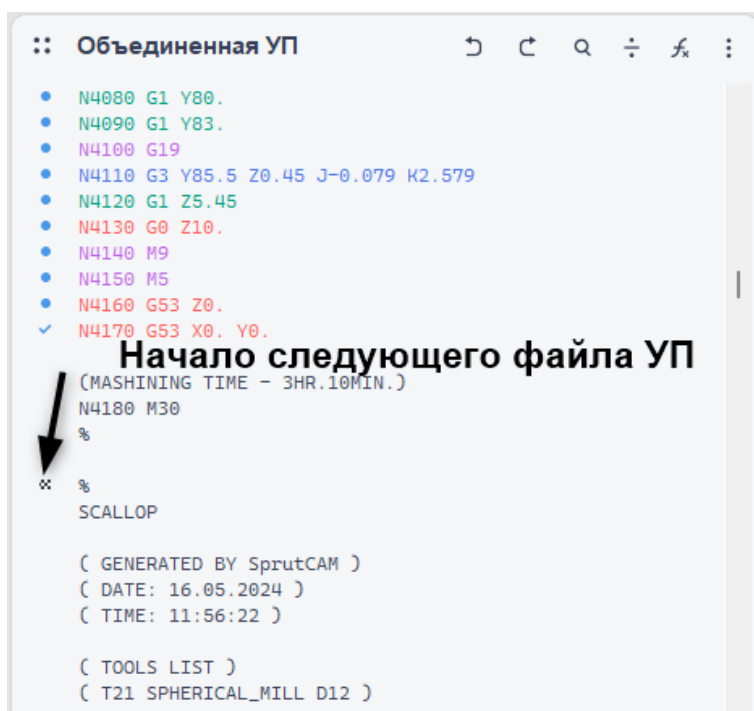 Объединенная УП
N4080 G1 Y80.
N4090 G1 Y83.
N4100 G19
N4110 G3 Y85.5 Z0.45 J-0.079 K2.579
N4120 G1 Z5.45
N4130 G0 Z10.
N4140 M9
N4150 M5
N4160 G53 Z0.
N4170 G53 X0. Y0.
Начало следующего файла УП
(MASHINING TIME - 3HR.10MIN.)
N4180 M30
%
%
SCALLOP
( GENERATED BY SprutCAM )
( DATE: 16.05.2024 )
( TIME: 11:56:22 )
( TOOLS LIST )
( T21 SPHERICAL_MILL D12 )